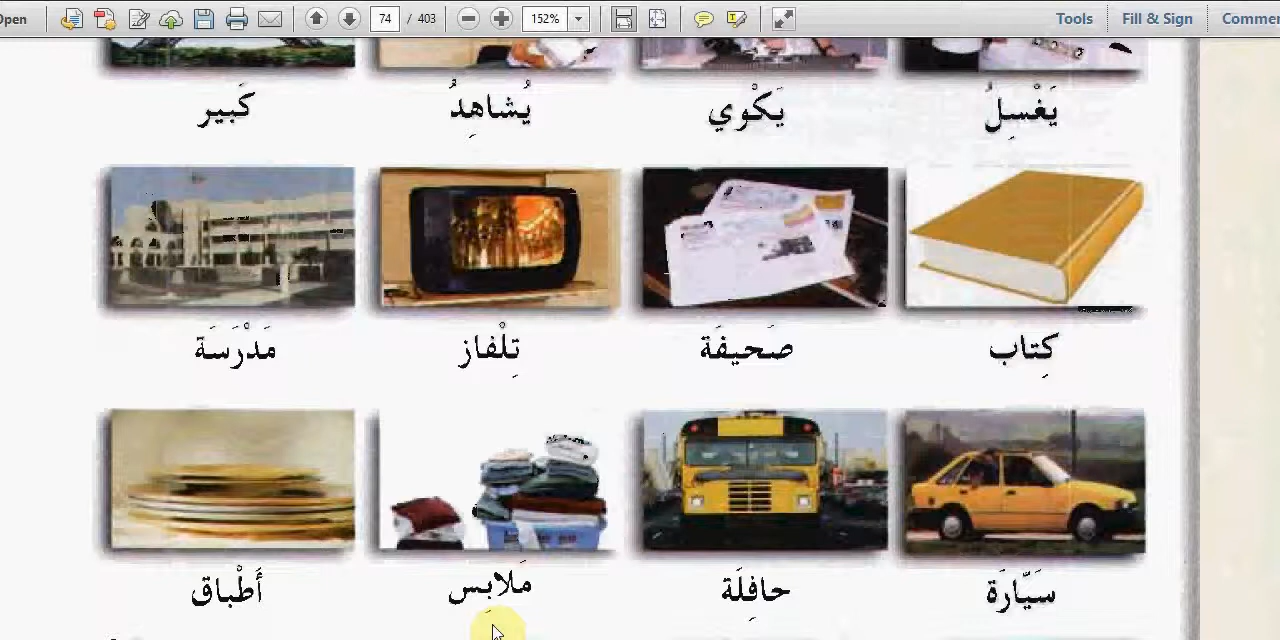 Open 74 / 403 152% Tools Fill & Sign Commen
يَغْسِلُ يَكْوي يُشاهِدُ كَبير
كِتاب صَحيفَة تِلْفاز مَدْرَسَة
سَيّارَة حافِلَة مَلابِس أَطْباق